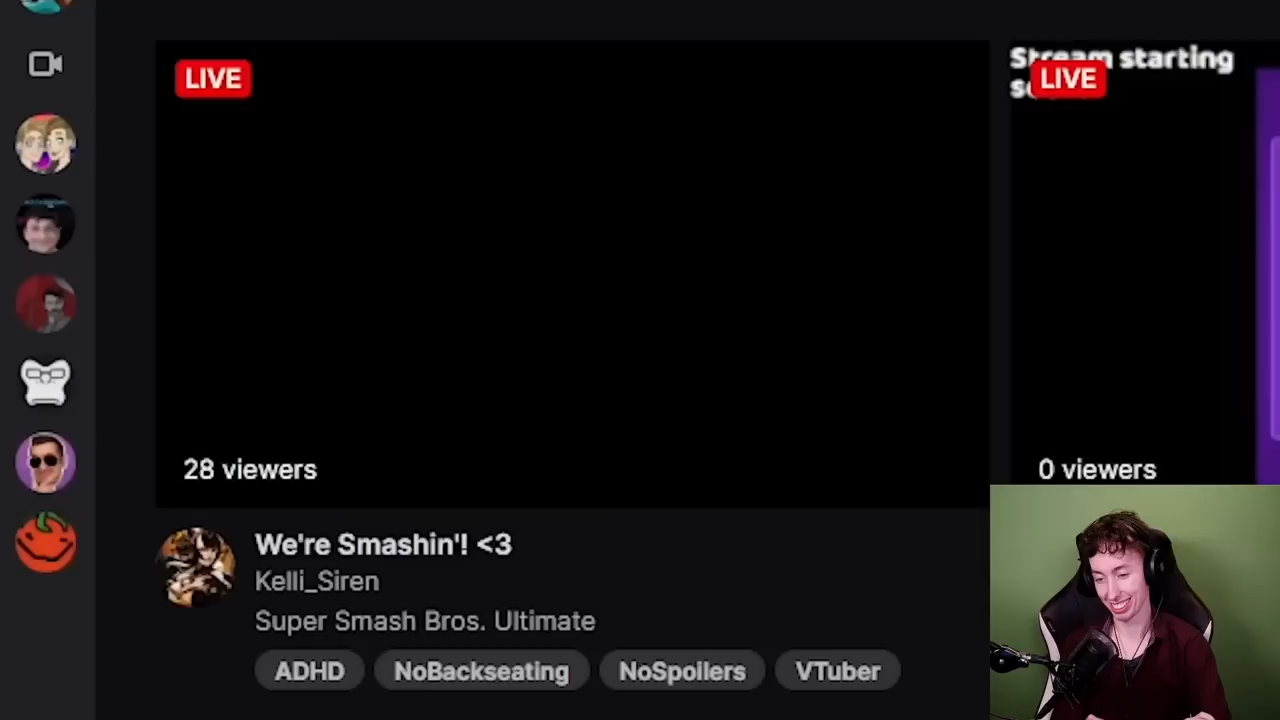 LIVE
28 viewers
We're Smashin'! <3
Kelli_Siren
Super Smash Bros. Ultimate
ADHD
NoBackseating
NoSpoilers
VTuber
Stream starting
LIVE
0 viewers